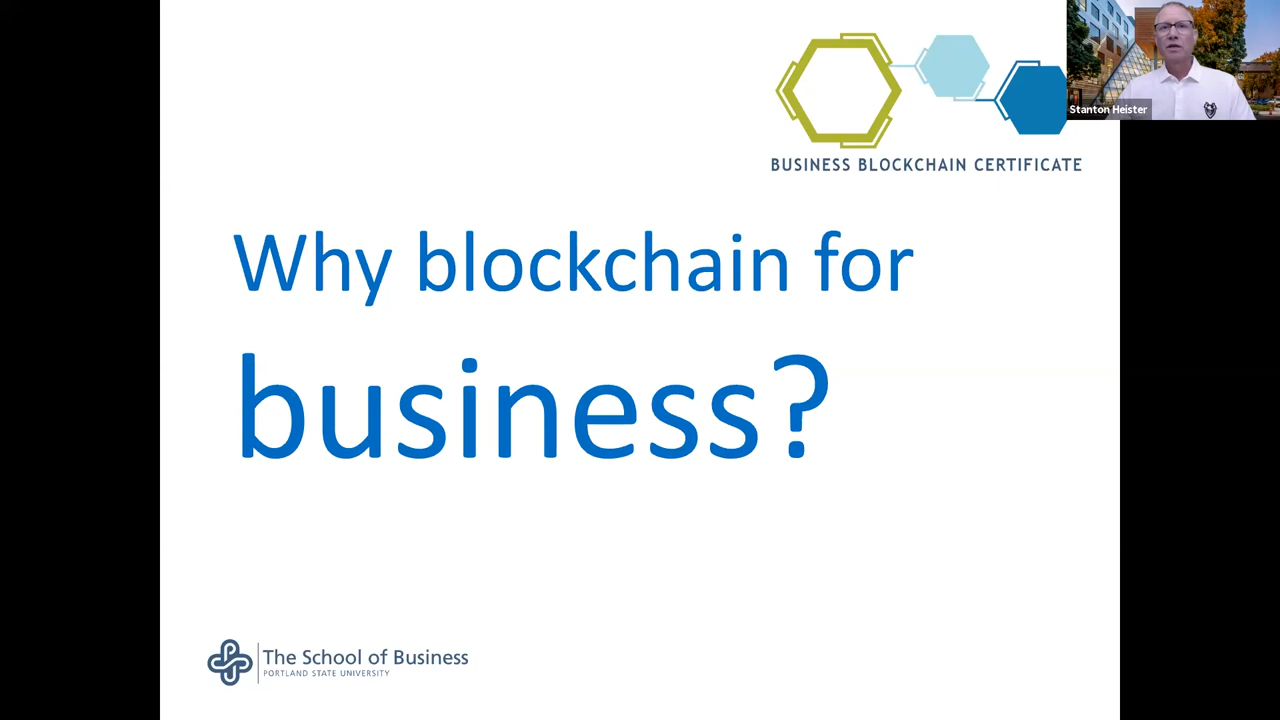 Stanton Heister
BUSINESS BLOCKCHAIN CERTIFICATE
Why blockchain for
business?
The School of Business
PORTLAND STATE UNIVERSITY